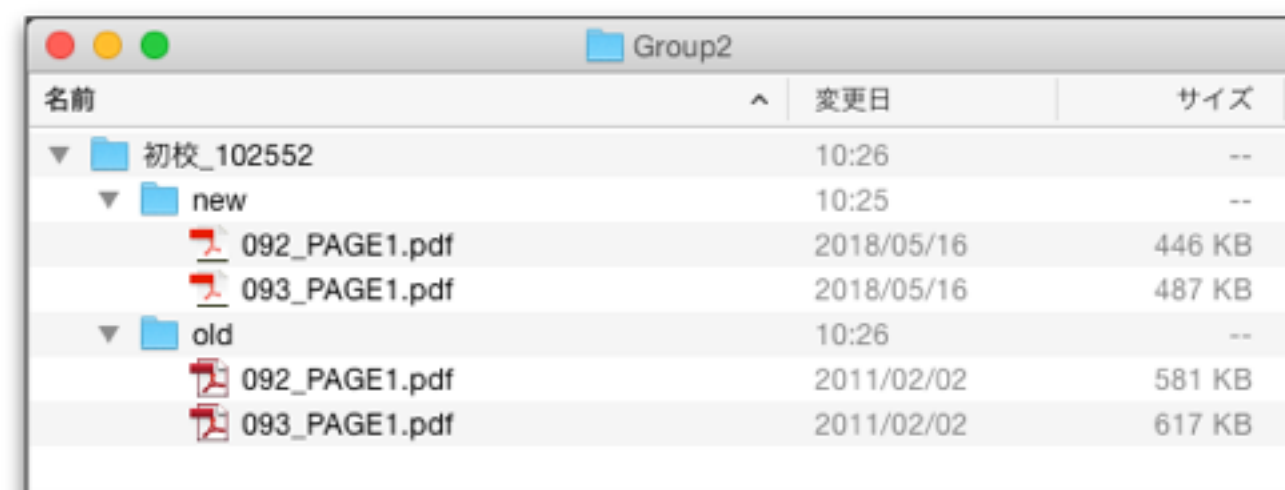 Group2
名前 変更日 サイズ
初校_102552 10:26 --
new 10:25 --
092_PAGE1.pdf 2018/05/16 446 KB
093_PAGE1.pdf 2018/05/16 487 KB
old 10:26 --
092_PAGE1.pdf 2011/02/02 581 KB
093_PAGE1.pdf 2011/02/02 617 KB